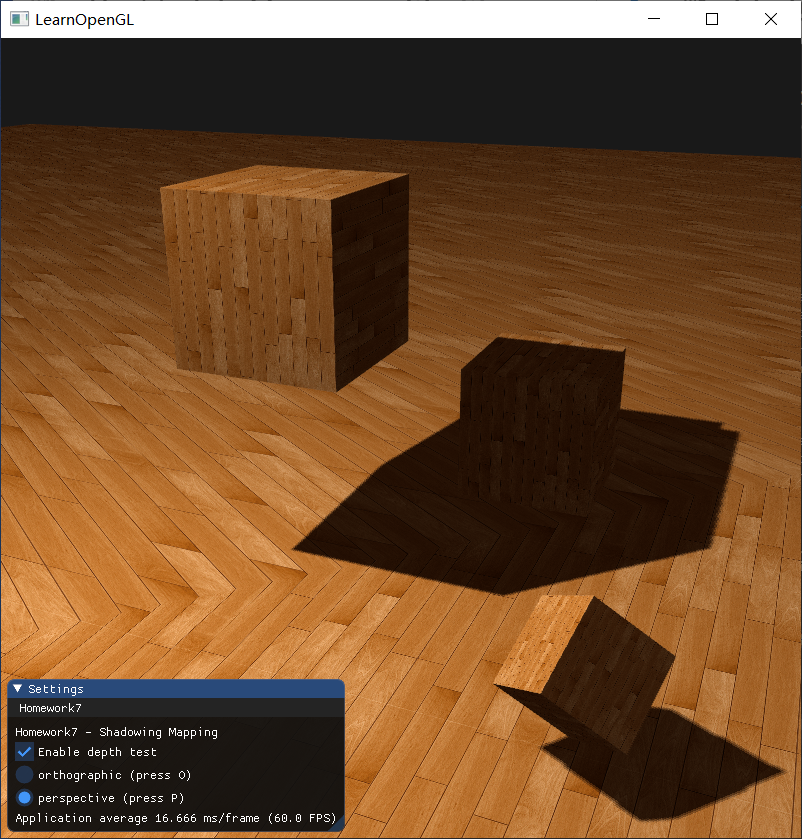 LearnOpenGL
Settings
Homework7
Homework7 - Shadowing Mapping
Enable depth test
orthographic (press O)
perspective (press P)
Application average 16.666 ms/frame (60.0 FPS)